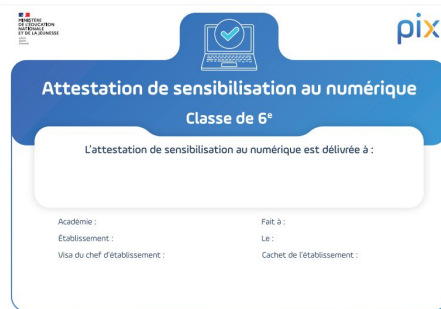 MINISTÈRE
DE L'ÉDUCATION
NATIONALE
ET DE LA JEUNESSE
pix
Attestation de sensibilisation au numérique
Classe de 6e
L'attestation de sensibilisation au numérique est délivrée à :
Académie :
Fait à :
Établissement :
Le :
Visa du chef d'établissement :
Cachet de l'établissement :